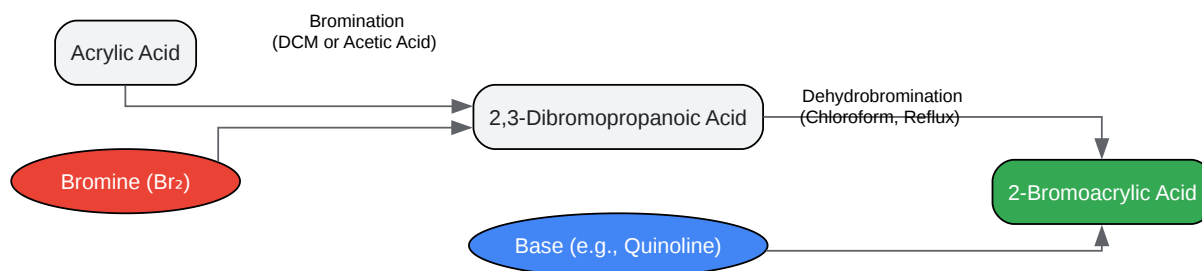 Bromination
(DCM or Acetic Acid)
Acrylic Acid
2,3-Dibromopropanoic Acid
Dehydrobromination
(Chloroform, Reflux)
Bromine (Br₂)
2-Bromoacrylic Acid
Base (e.g., Quinoline)